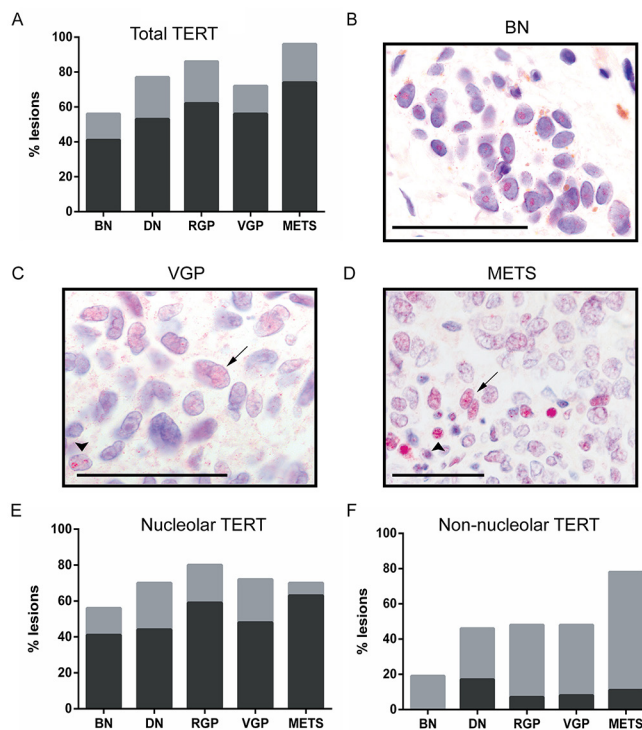 A
Total TERT
100
80
60
40
20
0
% lesions
BN DN RGP VGP METS
B
BN
C
VGP
D
METS
E
Nucleolar TERT
100
80
60
40
20
0
% lesions
BN DN RGP VGP METS
F
Non-nucleolar TERT
100
80
60
40
20
0
% lesions
BN DN RGP VGP METS